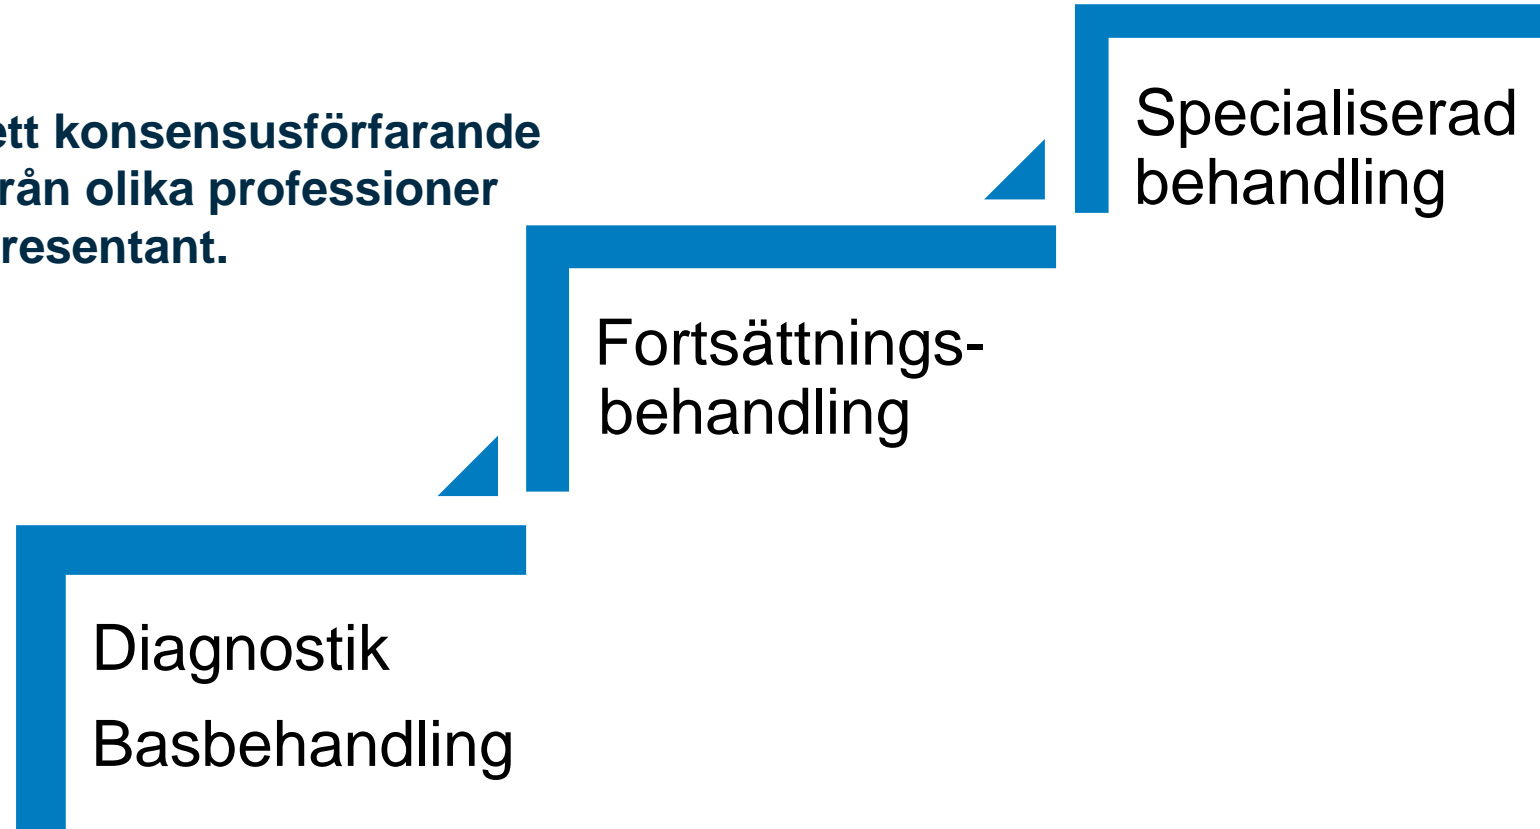 ett konsensusförfarande
rån olika professioner
resentant.
Specialiserad
behandling
Fortsättnings-
behandling
Diagnostik
Basbehandling